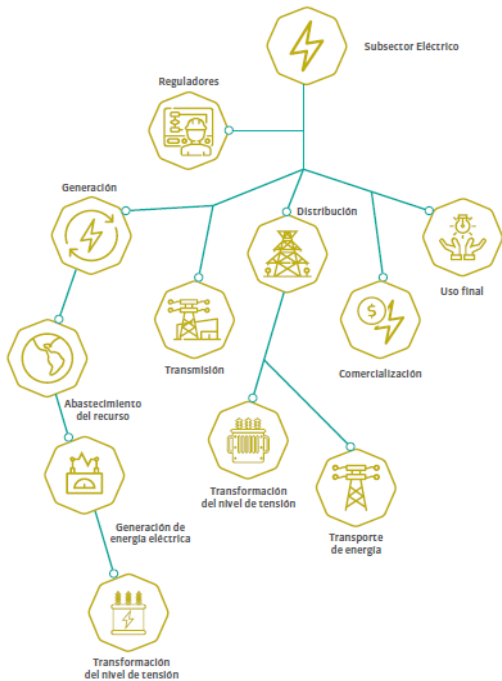 Subsector Eléctrico
Reguladores
Generación
Distribución
Uso final
Transmisión
Comercialización
Abastecimiento
del recurso
Transformación
del nivel de tensión
Generación de
energía eléctrica
Transporte
de energía
Transformación
del nivel de tensión